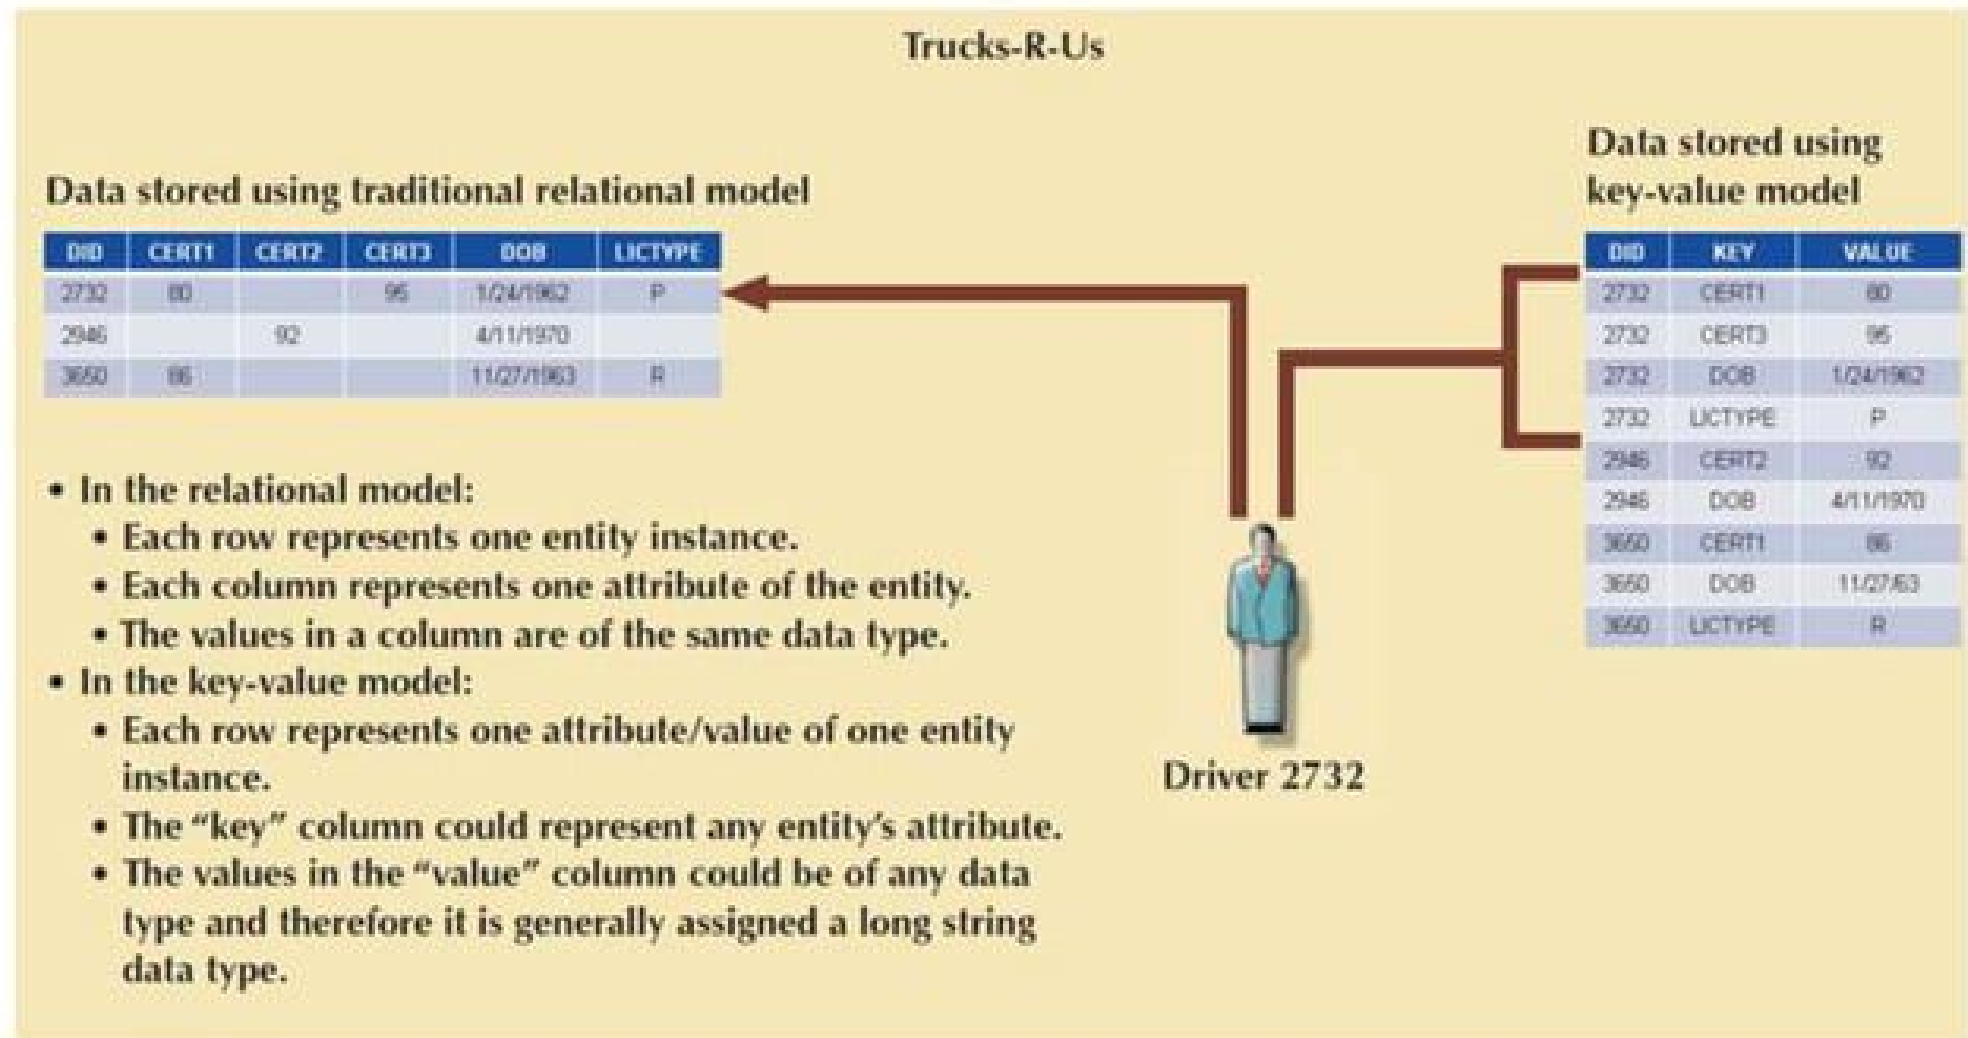 Trucks-R-Us
Data stored using traditional relational model
DID CERT1 CERT2 CERT3 DOB LICTYPE
2732 80 95 1/24/1962 P
2946 92 4/11/1970
3650 86 11/27/1963 R
• In the relational model:
• Each row represents one entity instance.
• Each column represents one attribute of the entity.
• The values in a column are of the same data type.
• In the key-value model:
• Each row represents one attribute/value of one entity
instance.
• The “key” column could represent any entity’s attribute.
• The values in the “value” column could be of any data
type and therefore it is generally assigned a long string
data type.
Driver 2732
Data stored using
key-value model
DID KEY VALUE
2732 CERT1 80
2732 CERT3 95
2732 DOB 1/24/1962
2732 LICTYPE P
2946 CERT2 92
2946 DOB 4/11/1970
3650 CERT1 86
3650 DOB 11/27/63
3650 LICTYPE R